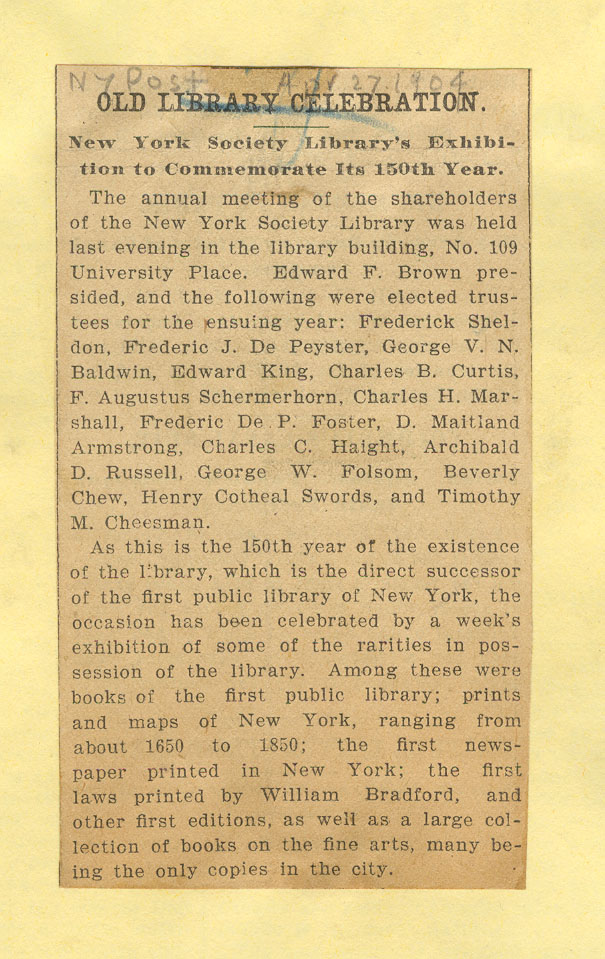 NY Post Apr 27 1904
OLD LIBRARY CELEBRATION.
New York Society Library's Exhibi-
tion to Commemorate Its 150th Year.
The annual meeting of the shareholders
of the New York Society Library was held
last evening in the library building, No. 109
University Place. Edward F. Brown pre-
sided, and the following were elected trus-
tees for the ensuing year: Frederick Shel-
don, Frederic J. De Peyster, George V. N.
Baldwin, Edward King, Charles B. Curtis,
F. Augustus Schermerhorn, Charles H. Mar-
shall, Frederic De P. Foster, D. Maitland
Armstrong, Charles C. Haight, Archibald
D. Russell, George W. Folsom, Beverly
Chew, Henry Cotheal Swords, and Timothy
M. Cheesman.
As this is the 150th year of the existence
of the library, which is the direct successor
of the first public library of New York, the
occasion has been celebrated by a week's
exhibition of some of the rarities in pos-
session of the library. Among these were
books of the first public library; prints
and maps of New York, ranging from
about 1650 to 1850; the first news-
paper printed in New York; the first
laws printed by William Bradford, and
other first editions, as well as a large col-
lection of books on the fine arts, many be-
ing the only copies in the city.